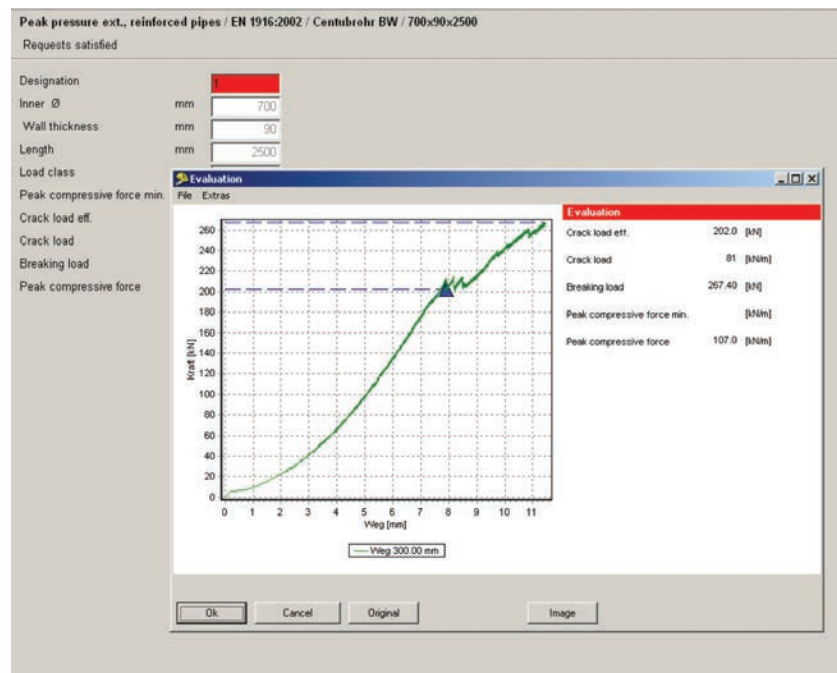 Peak pressure ext., reinforced pipes / EN 1916:2002 / Centubrohr BW / 700x90x2500
Requests satisfied
Designation 1
Inner Ø mm 700
Wall thickness mm 90
Length mm 2500
Load class
Peak compressive force min.
Crack load eff.
Crack load
Breaking load
Peak compressive force
Evaluation
File Extras
260
240
220
200
180
160
140
120
100
80
60
40
20
0
Kraft [kN]
0 1 2 3 4 5 6 7 8 9 10 11
Weg [mm]
Weg 300.00 mm
Evaluation
Crack load eff. 202.0 [kN]
Crack load 81 [kN/m]
Breaking load 267.40 [kN]
Peak compressive force min. [kN/m]
Peak compressive force 107.0 [kN/m]
Ok Cancel Original Image